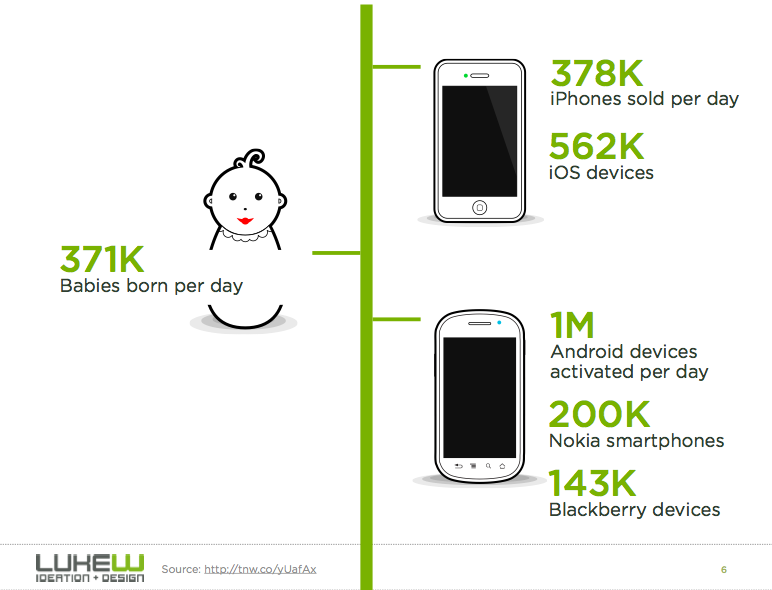 371K
Babies born per day
378K
iPhones sold per day
562K
iOS devices
1M
Android devices
activated per day
200K
Nokia smartphones
143K
Blackberry devices
LUKEW
IDEATION + DESIGN
Source: http://tnw.co/yUafAx
6